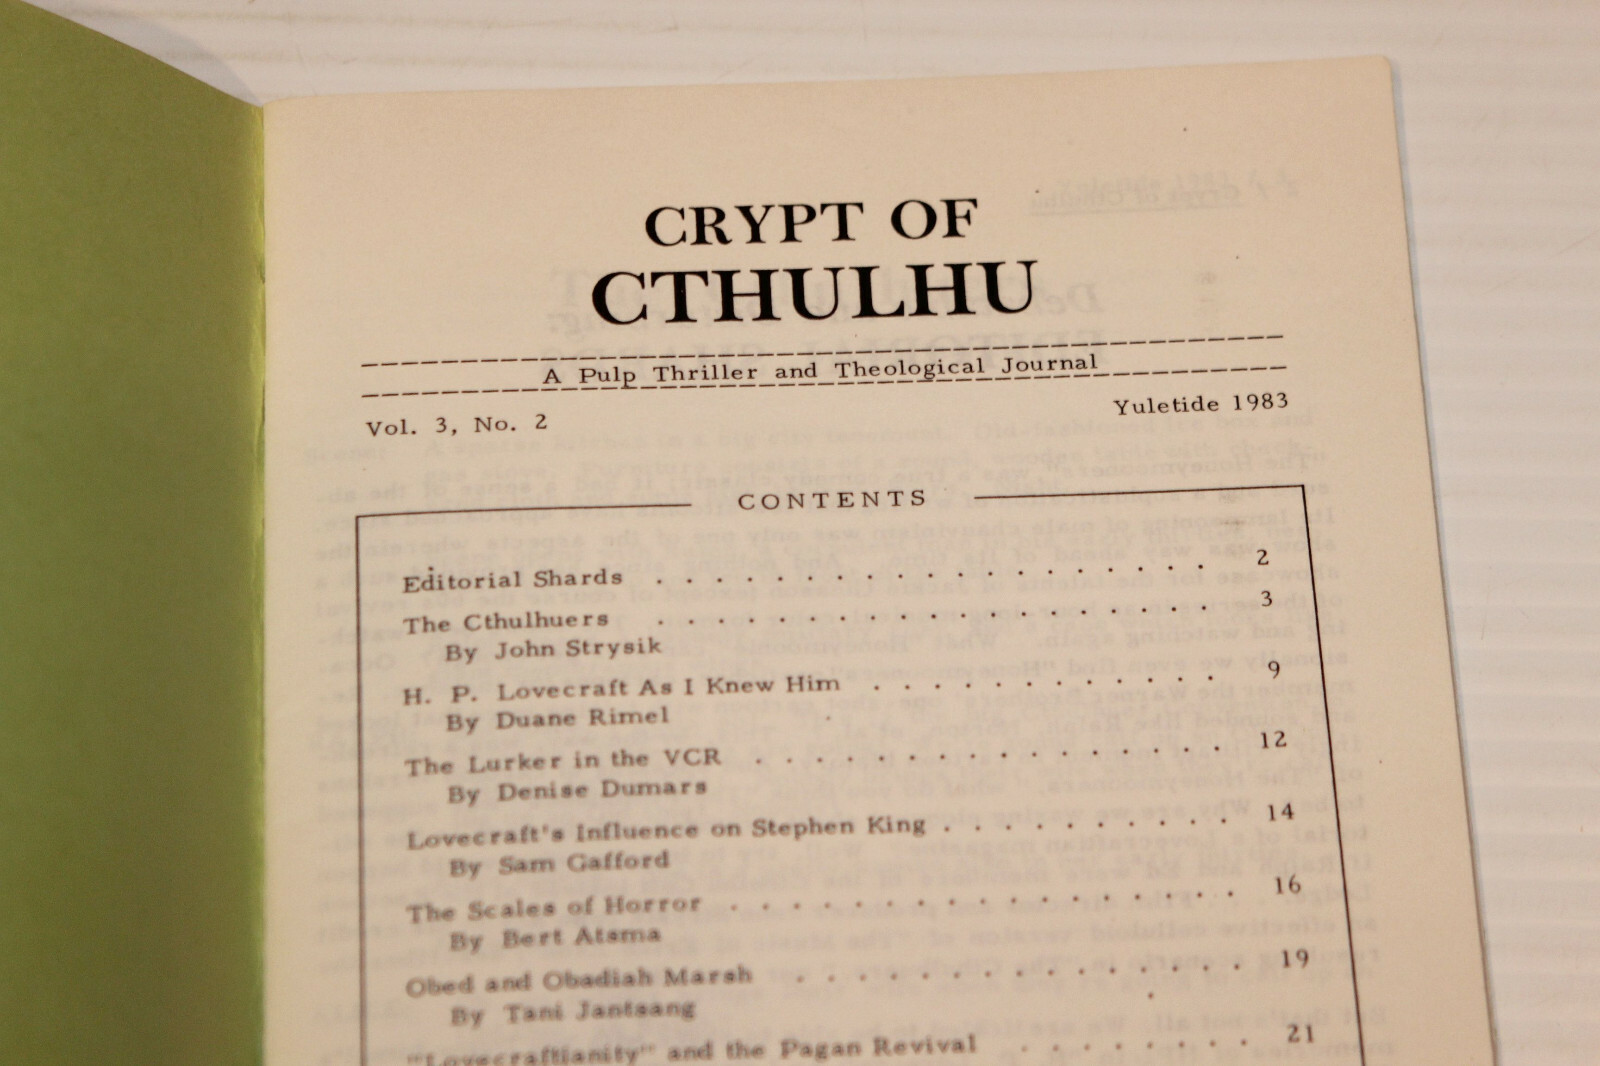 CRYPT OF
CTHULHU
A Pulp Thriller and Theological Journal
Vol. 3, No. 2
Yuletide 1983
CONTENTS
Editorial Shards . . . . . . . . . . . . . . . . . . . 2
The Cthulhuers . . . . . . . . . . . . . . . . . . . 3
By John Strysik
H. P. Lovecraft As I Knew Him . . . . . . . . . . . . 9
By Duane Rimel
The Lurker in the VCR . . . . . . . . . . . . . . . . 12
By Denise Dumars
Lovecraft's Influence on Stephen King . . . . . . . . . . 14
By Sam Gafford
The Scales of Horror . . . . . . . . . . . . . . . . . 16
By Bert Atsma
Obed and Obadiah Marsh . . . . . . . . . . . . . . . 19
By Tani Jantsang
"Lovecraftianity" and the Pagan Revival . . . . . . . . 21